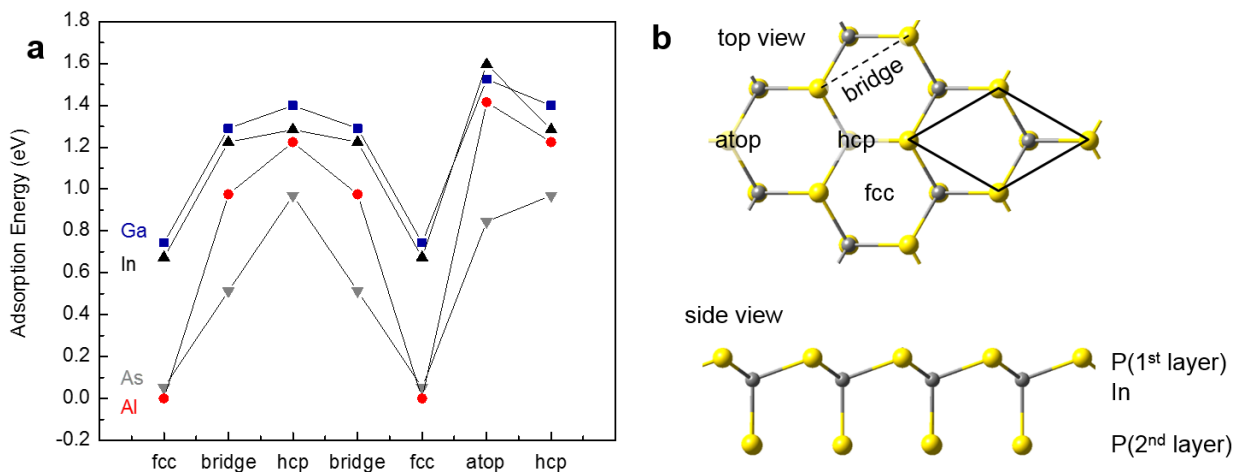 a
1.8
1.6
1.4
1.2
1.0
0.8
0.6
0.4
0.2
0.0
-0.2
Adsorption Energy (eV)
Ga
In
As
Al
fcc bridge hcp bridge fcc atop hcp
b
top view
bridge
atop
hcp
fcc
side view
P(1st layer)
In
P(2nd layer)